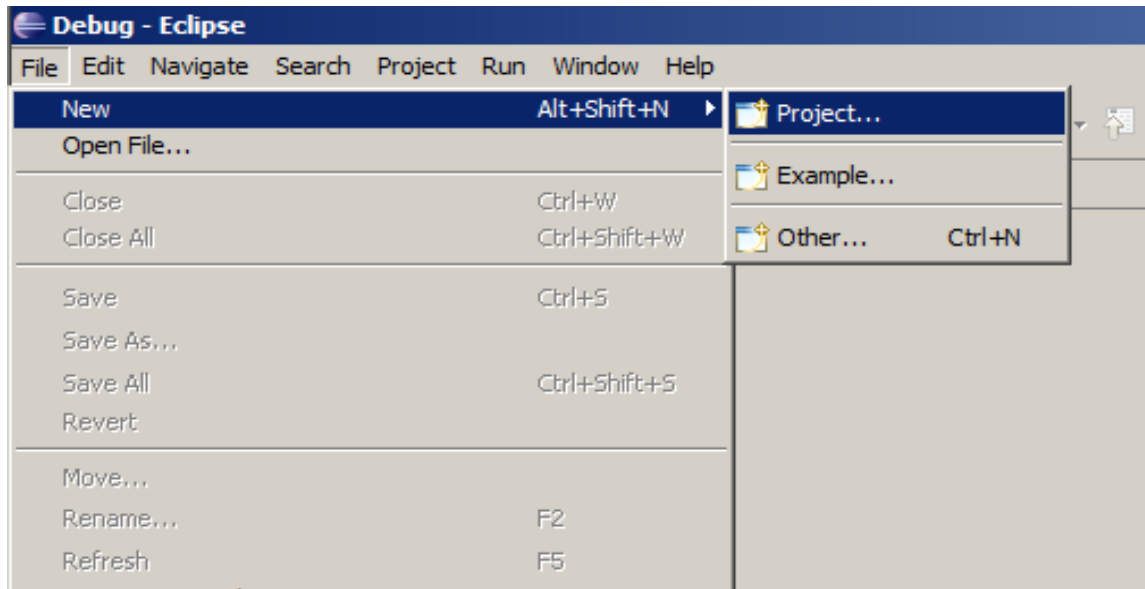 Debug - Eclipse
File Edit Navigate Search Project Run Window Help
New Alt+Shift+N
Project...
Open File...
Example...
Close Ctrl+W
Close All Ctrl+Shift+W
Other... Ctrl+N
Save Ctrl+S
Save As...
Save All Ctrl+Shift+S
Revert
Move...
Rename... F2
Refresh F5